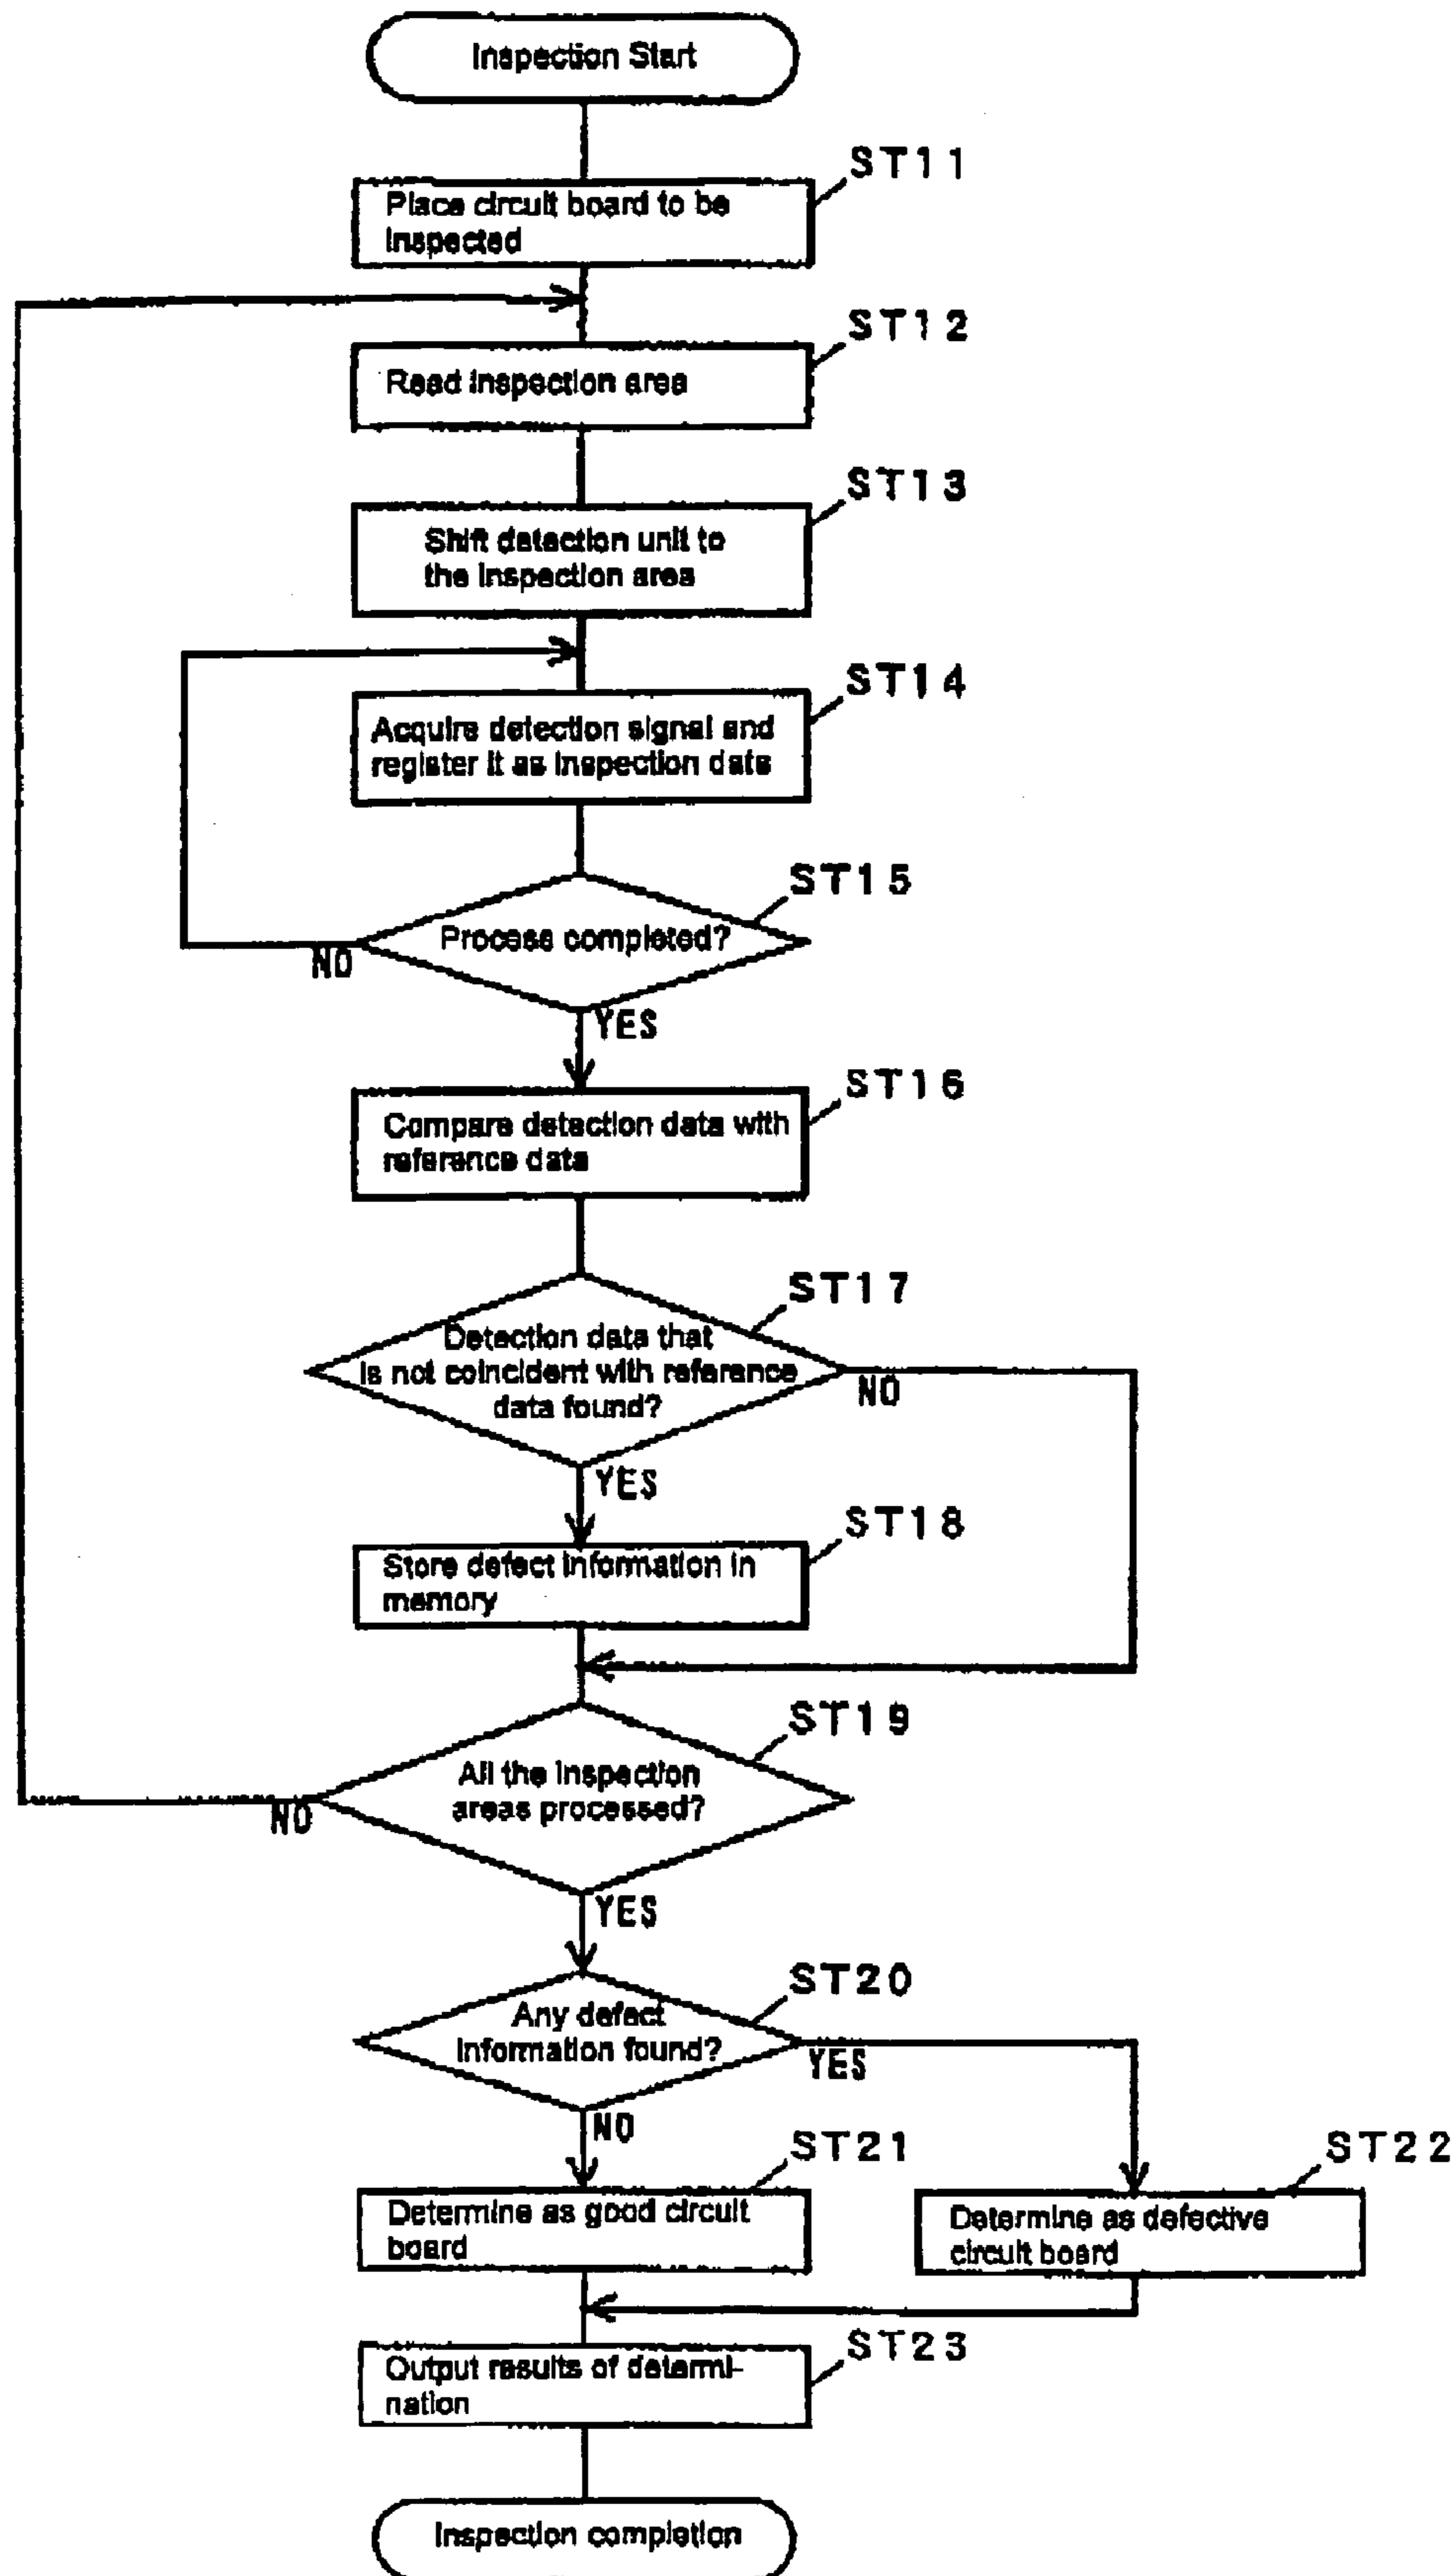 Inspection Start
ST11
Place circuit board to be
inspected
ST12
Read inspection area
ST13
Shift detection unit to
the inspection area
ST14
Acquire detection signal and
register it as inspection data
ST15
Process completed?
NO
YES
ST16
Compare detection data with
reference data
ST17
Detection data that
is not coincident with reference
data found?
NO
YES
ST18
Store defect information in
memory
ST19
All the inspection
areas processed?
NO
YES
ST20
Any defect
information found?
YES
NO
ST21
ST22
Determine as good circuit
board
Determine as defective
circuit board
ST23
Output results of determi-
nation
Inspection completion